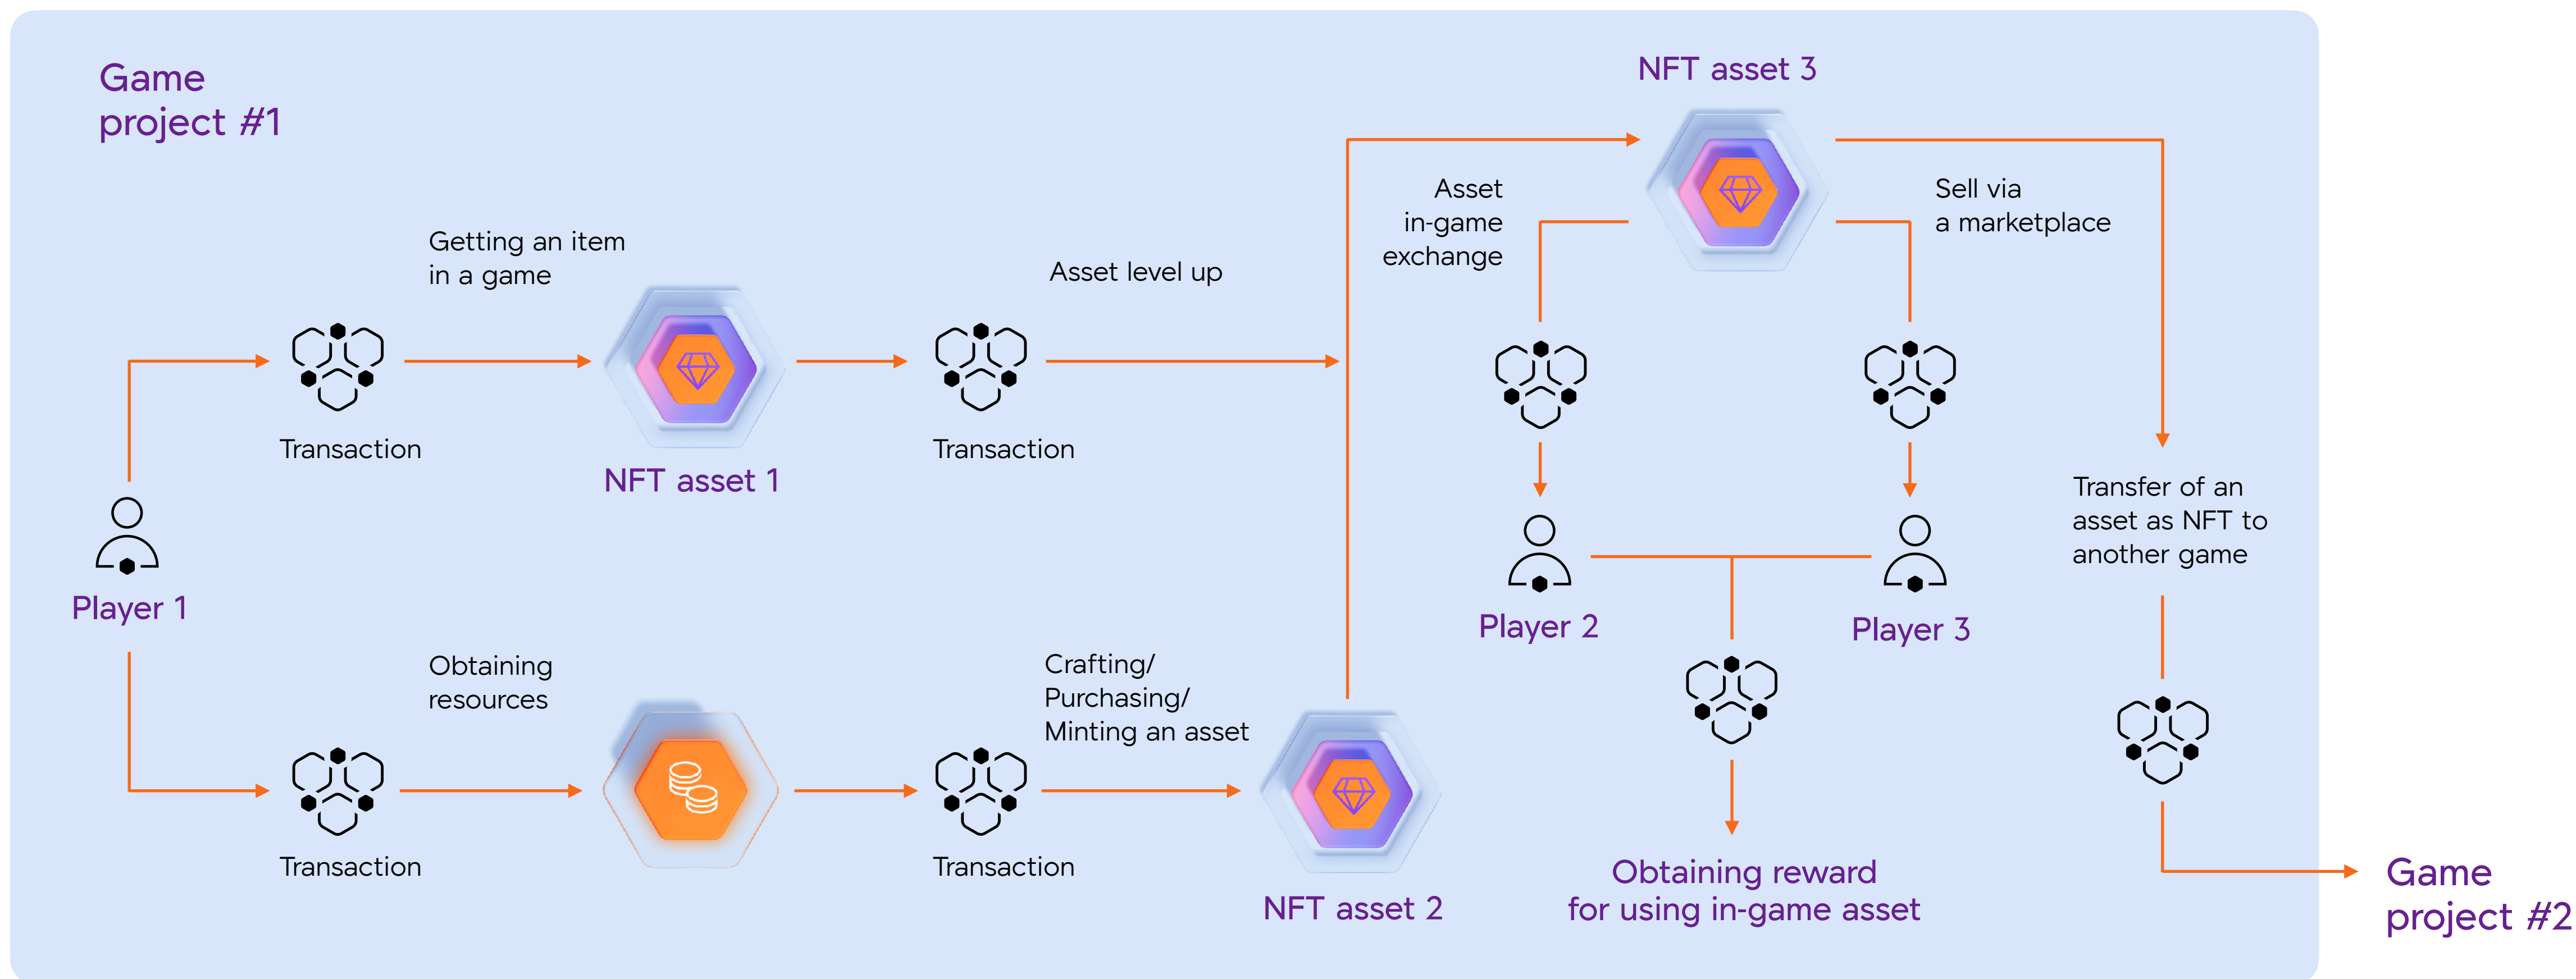 Game
project #1
Getting an item
in a game
Transaction
NFT asset 1
Asset level up
Transaction
Player 1
Obtaining
resources
Transaction
Crafting/
Purchasing/
Minting an asset
Transaction
NFT asset 2
NFT asset 3
Asset
in-game
exchange
Sell via
a marketplace
Player 2
Player 3
Transfer of an
asset as NFT to
another game
Obtaining reward
for using in-game asset
Game
project #2